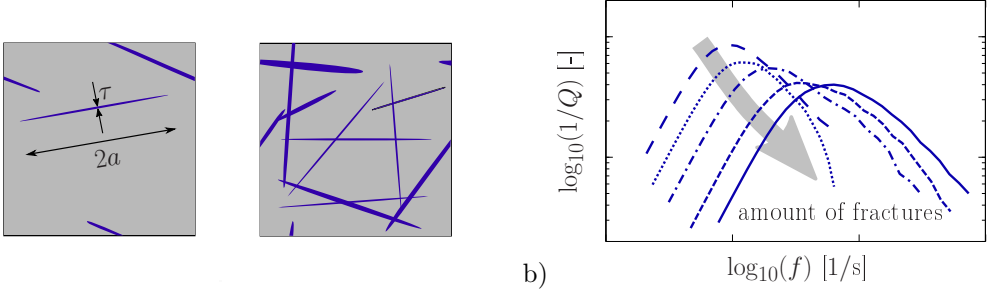 τ
2a
b)
log₁₀(1/Q) [-]
amount of fractures
log₁₀(f) [1/s]